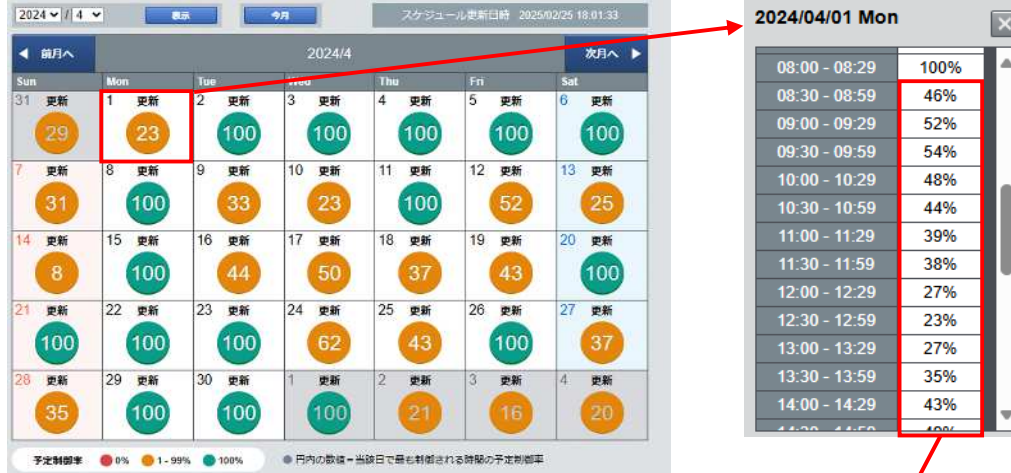 2024 / 4 表示 今月 スケジュール更新日時 2025/02/25 18:01:33
前月へ 2024/4 次月へ
Sun Mon Tue Wed Thu Fri Sat
31 更新 1 更新 2 更新 3 更新 4 更新 5 更新 6 更新
29 23 100 100 100 100 100
7 更新 8 更新 9 更新 10 更新 11 更新 12 更新 13 更新
31 100 33 23 100 52 25
14 更新 15 更新 16 更新 17 更新 18 更新 19 更新 20 更新
8 100 44 50 37 43 100
21 更新 22 更新 23 更新 24 更新 25 更新 26 更新 27 更新
100 100 100 62 43 100 37
28 更新 29 更新 30 更新 1 更新 2 更新 3 更新 4 更新
35 100 100 100 21 16 20
予定制御率 0% 1 - 99% 100% 円内の数値=当該日で最も制御される時間の予定制御率
2024/04/01 Mon
08:00 - 08:29 100%
08:30 - 08:59 46%
09:00 - 09:29 52%
09:30 - 09:59 54%
10:00 - 10:29 48%
10:30 - 10:59 44%
11:00 - 11:29 39%
11:30 - 11:59 38%
12:00 - 12:29 27%
12:30 - 12:59 23%
13:00 - 13:29 27%
13:30 - 13:59 35%
14:00 - 14:29 43%